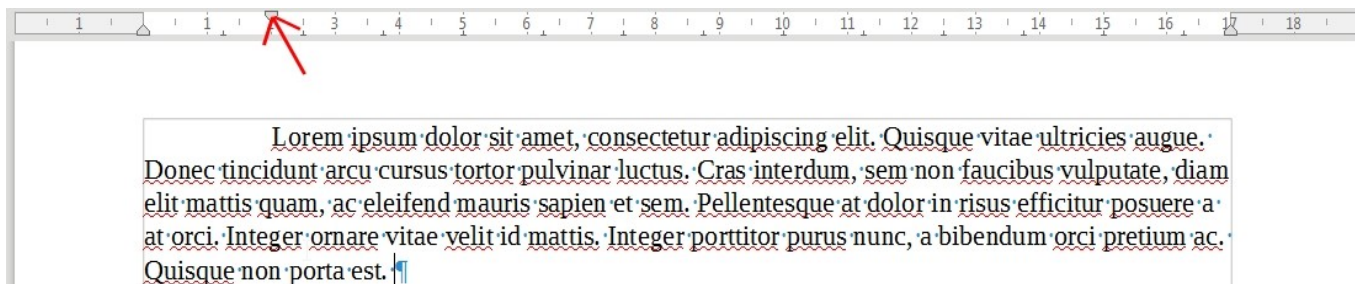 1 1 3 4 5 6 7 8 9 10 11 12 13 14 15 16 17 18
Lorem ipsum dolor sit amet, consectetur adipiscing elit. Quisque vitae ultricies augue.
Donec tincidunt arcu cursus tortor pulvinar luctus. Cras interdum, sem non faucibus vulputate, diam
elit mattis quam, ac eleifend mauris sapien et sem. Pellentesque at dolor in risus efficitur posuere a
at orci. Integer ornare vitae velit id mattis. Integer porttitor purus nunc, a bibendum orci pretium ac.
Quisque non porta est. ¶